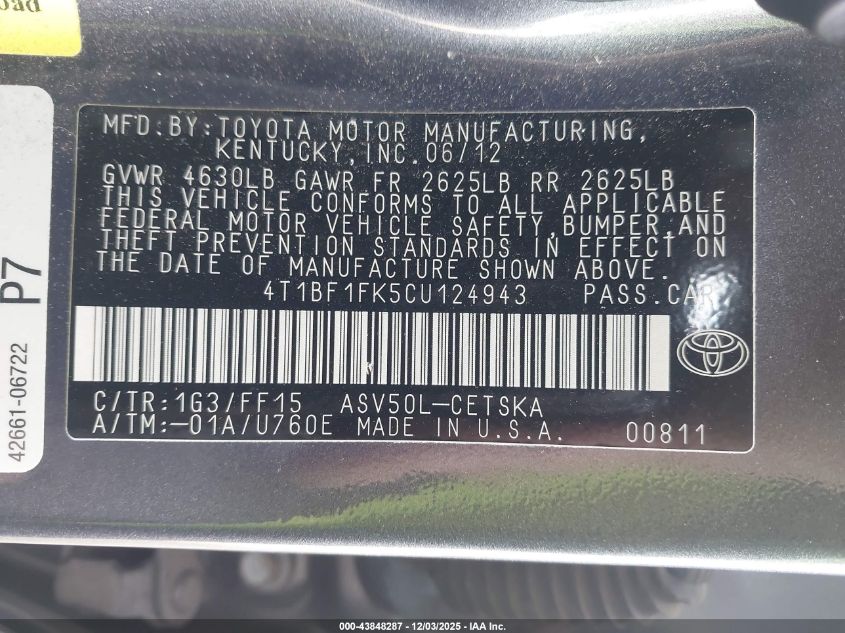 oad
MFD.BY:TOYOTA MOTOR MANUFACTURING,
KENTUCKY,INC.06/12
GVWR 4630LB GAWR FR 2625LB RR 2625LB
THIS VEHICLE CONFORMS TO ALL APPLICABLE
FEDERAL MOTOR VEHICLE SAFETY,BUMPER,AND
THEFT PREVENTION STANDARDS IN EFFECT ON
THE DATE OF MANUFACTURE SHOWN ABOVE.
4T1BF1FK5CU124943 PASS.CAR
C/TR:1G3/FF15 ASV50L-CETSKA
A/TM:-01A/U760E MADE IN U.S.A. 00811
P7
42661-06722
000-43848287 - 12/03/2025 - IAA Inc.